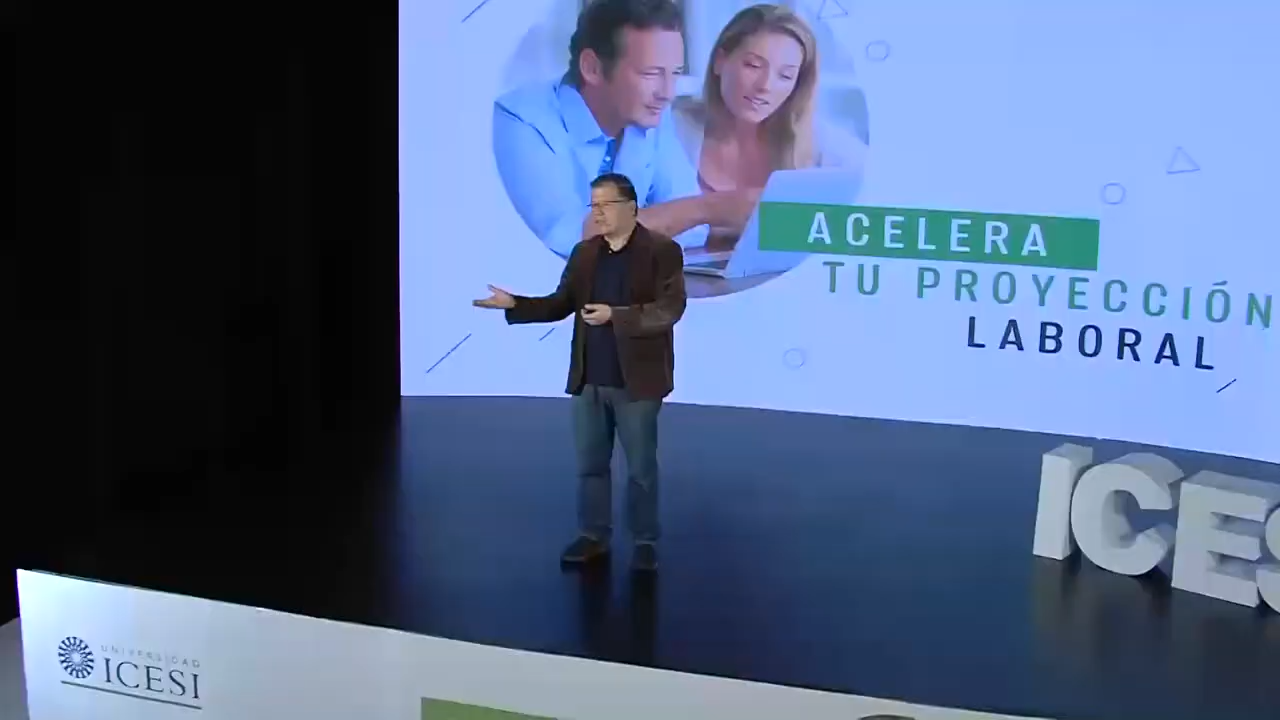 ACELERA
TU PROYECCIÓN
LABORAL
ICES
UNIVERSIDAD
ICESI